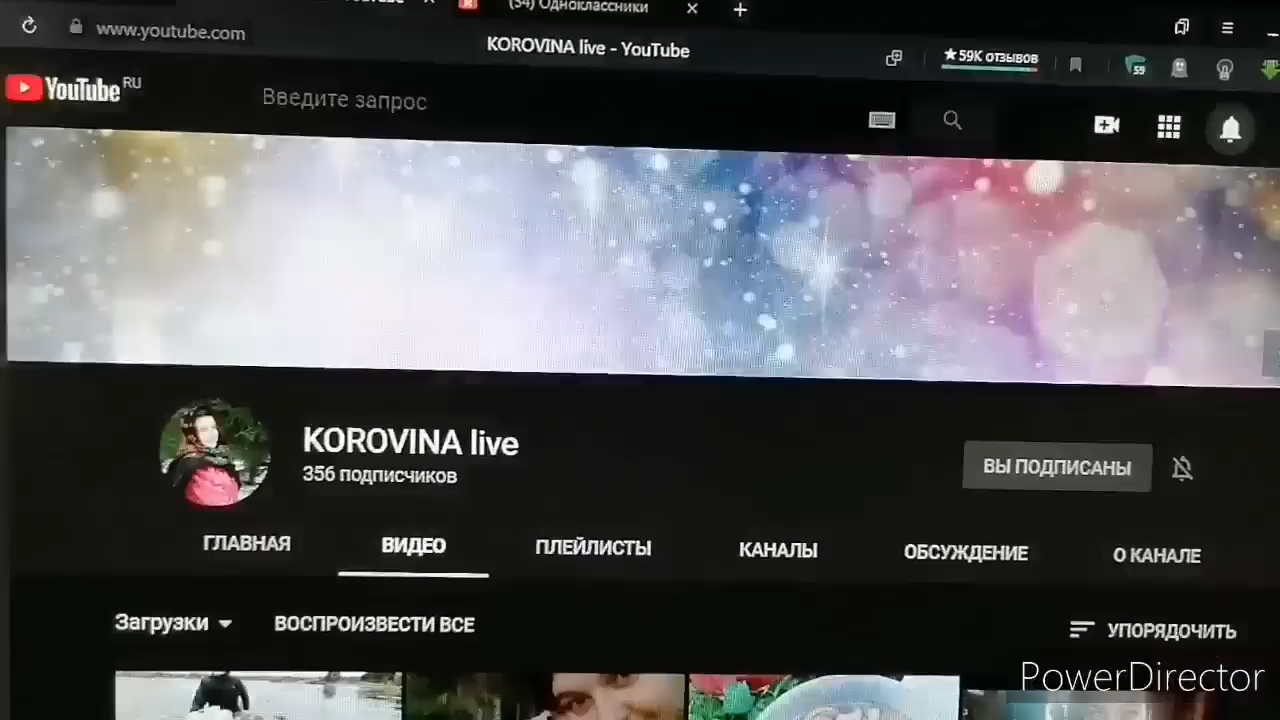 (54) Одноклассники
www.youtube.com
KOROVINA live - YouTube
★59K отзывов
59
YouTube RU
Введите запрос
KOROVINA live
356 подписчиков
ВЫ ПОДПИСАНЫ
ГЛАВНАЯ ВИДЕО ПЛЕЙЛИСТЫ КАНАЛЫ ОБСУЖДЕНИЕ О КАНАЛЕ
Загрузки ВОСПРОИЗВЕСТИ ВСЕ УПОРЯДОЧИТЬ
PowerDirector